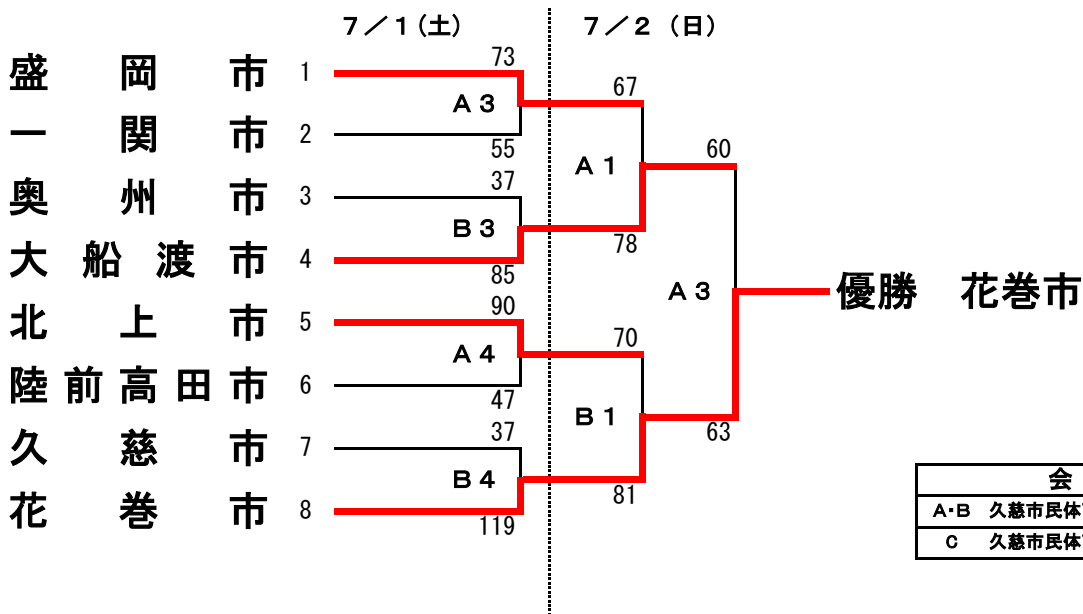 7／1(土)
7／2 (日)
盛岡市 1 73
A3 67
一関市 2 55
A1 60
奥州市 3 37
B3 78
大船渡市 4 85
A3 優勝 花巻市
北上市 5 90
A4 70
陸前高田市 6 47
B1 63
久慈市 7 37
B4 81
花巻市 8 119
会
A･B 久慈市民体
C 久慈市民体